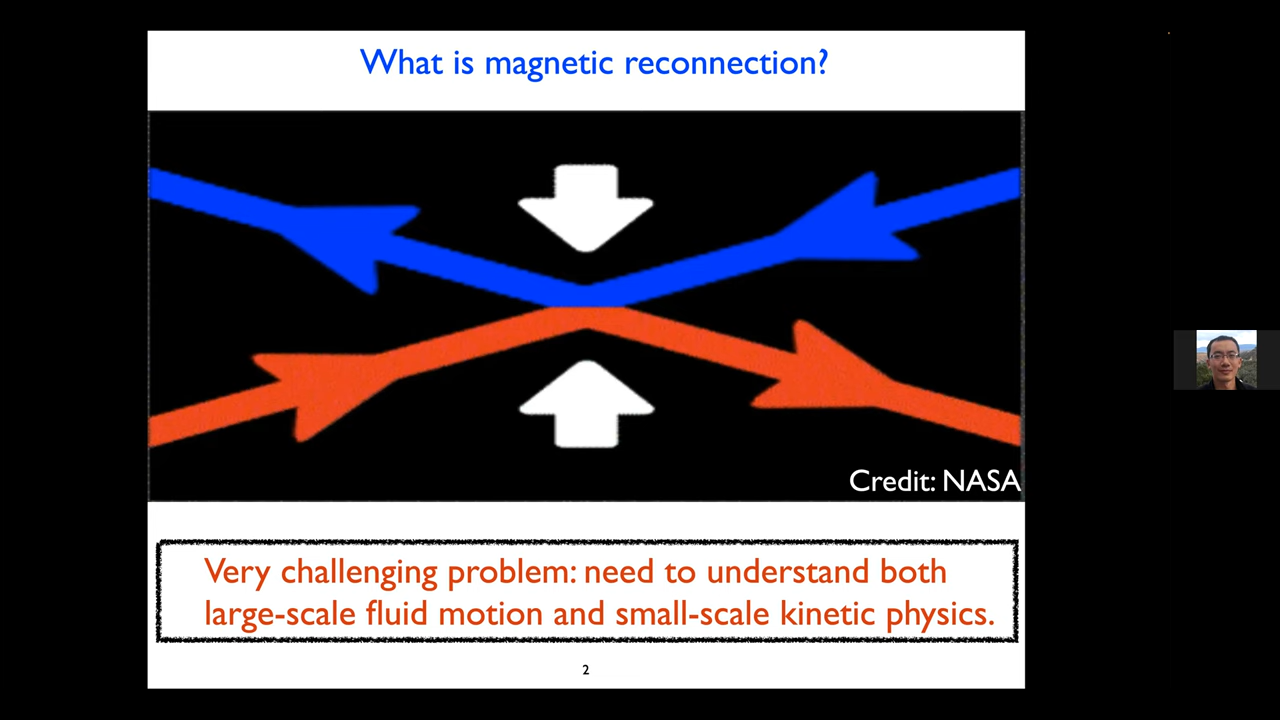 What is magnetic reconnection?
Credit: NASA
Very challenging problem: need to understand both
large-scale fluid motion and small-scale kinetic physics.
2